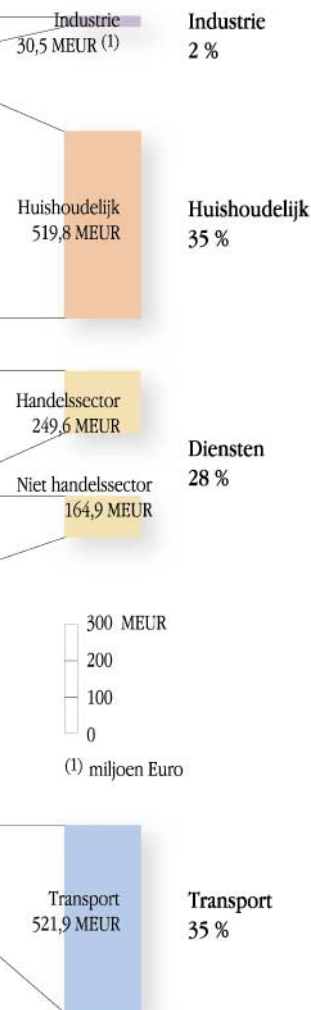 Industrie
30,5 MEUR (1)
Industrie
2 %
Huishoudelijk
519,8 MEUR
Huishoudelijk
35 %
Handelssector
249,6 MEUR
Niet handelssector
164,9 MEUR
Diensten
28 %
300 MEUR
200
100
0
(1) miljoen Euro
Transport
521,9 MEUR
Transport
35 %